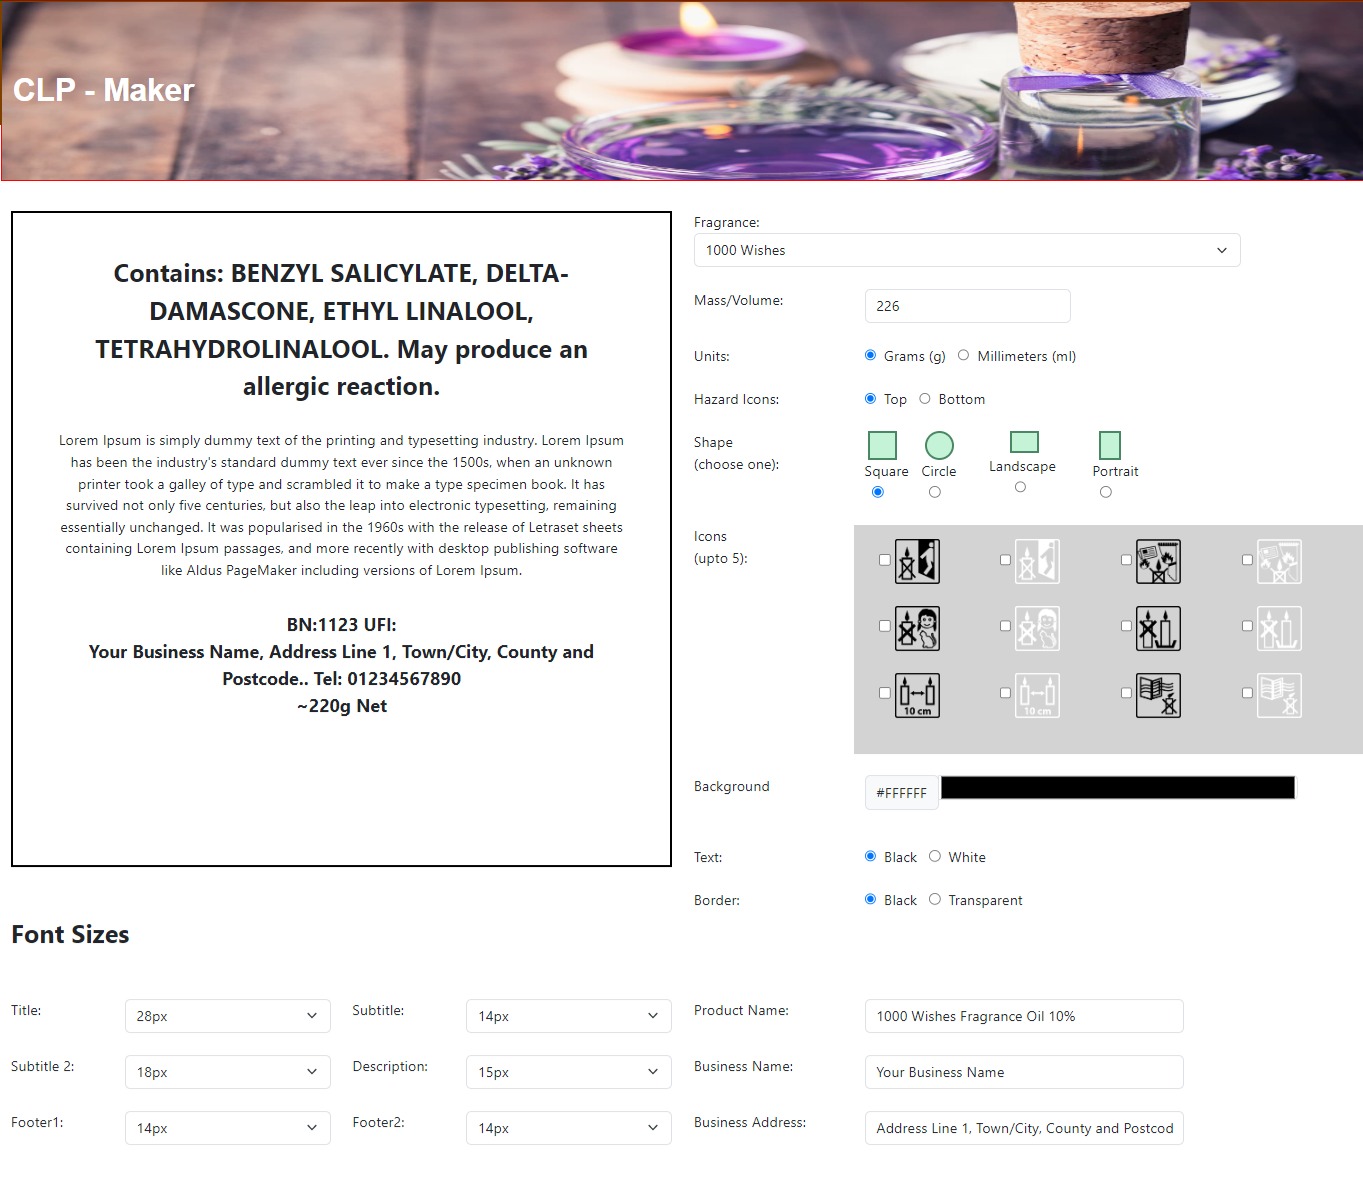 CLP - Maker
Contains: BENZYL SALICYLATE, DELTA-
DAMASCONE, ETHYL LINALOOL,
TETRAHYDROLINALOOL. May produce an
allergic reaction.
Lorem Ipsum is simply dummy text of the printing and typesetting industry. Lorem Ipsum
has been the industry's standard dummy text ever since the 1500s, when an unknown
printer took a galley of type and scrambled it to make a type specimen book. It has
survived not only five centuries, but also the leap into electronic typesetting, remaining
essentially unchanged. It was popularised in the 1960s with the release of Letraset sheets
containing Lorem Ipsum passages, and more recently with desktop publishing software
like Aldus PageMaker including versions of Lorem Ipsum.
BN:1123 UFI:
Your Business Name, Address Line 1, Town/City, County and
Postcode.. Tel: 01234567890
~220g Net
Fragrance:
1000 Wishes
Mass/Volume:
226
Units:
Grams (g) Millimeters (ml)
Hazard Icons:
Top Bottom
Shape
(choose one):
Square Circle Landscape Portrait
Icons
(upto 5):
10 cm 10 cm
Background
#FFFFFF
Text:
Black White
Border:
Black Transparent
Font Sizes
Title: 28px Subtitle: 14px Product Name: 1000 Wishes Fragrance Oil 10%
Subtitle 2: 18px Description: 15px Business Name: Your Business Name
Footer1: 14px Footer2: 14px Business Address: Address Line 1, Town/City, County and Postcod